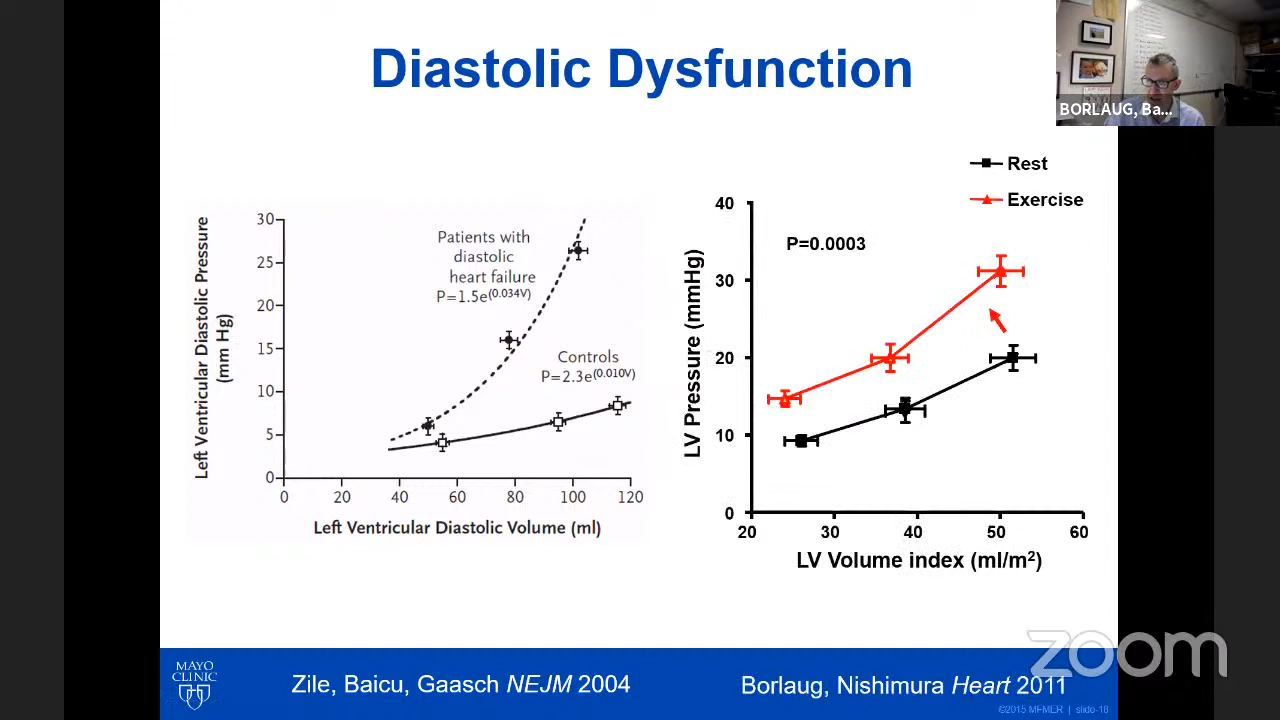 Diastolic Dysfunction
BORLAUG, Ba...
Left Ventricular Diastolic Pressure
(mm Hg)
30
25
20
15
10
5
0
Patients with
diastolic
heart failure
P=1.5e(0.034V)
Controls
P=2.3e(0.010V)
0 20 40 60 80 100 120
Left Ventricular Diastolic Volume (ml)
Rest
Exercise
P=0.0003
LV Pressure (mmHg)
40
30
20
10
0
20 30 40 50 60
LV Volume index (ml/m²)
zoom
MAYO
CLINIC
Zile, Baicu, Gaasch NEJM 2004
Borlaug, Nishimura Heart 2011
©2015 MFMER | slide-18